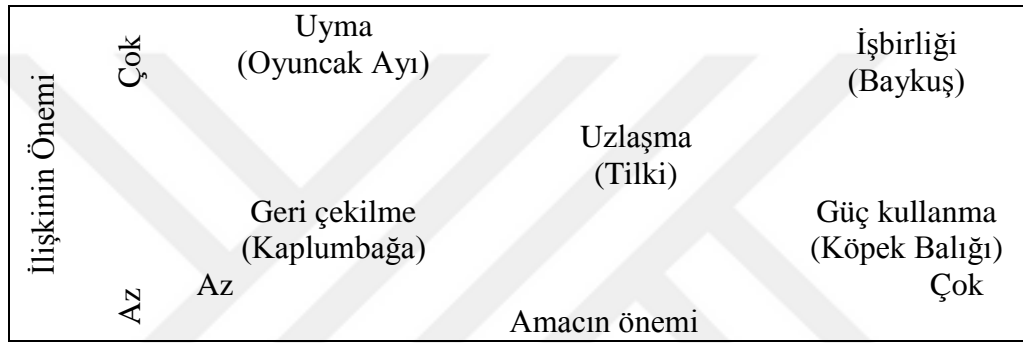 İlişkinin Önemi
Çok
Uyma
(Oyuncak Ayı)
İşbirliği
(Baykuş)
Uzlaşma
(Tilki)
Geri çekilme
(Kaplumbağa)
Güç kullanma
(Köpek Balığı)
Az
Az
Çok
Amacın önemi